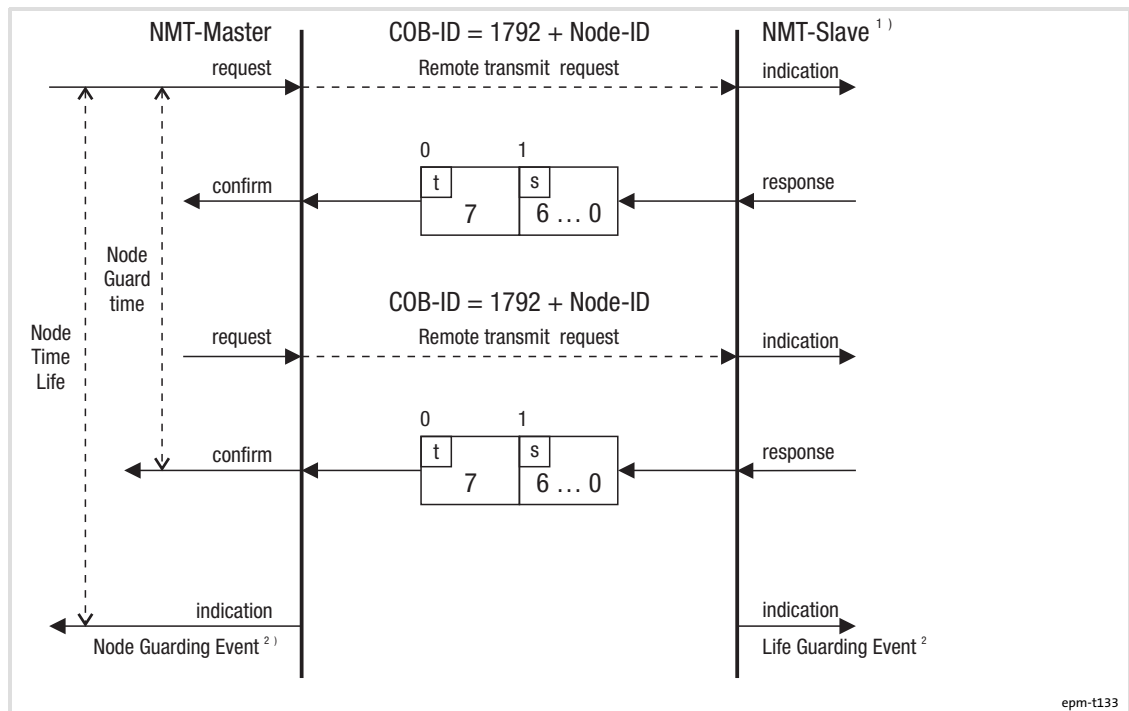 NMT-Master COB-ID = 1792 + Node-ID NMT-Slave 1)
request Remote transmit request indication
0 1
t s
confirm response
7 6 ... 0
Node
Guard
time
COB-ID = 1792 + Node-ID
Node
Time
Life
request Remote transmit request indication
0 1
t s
confirm response
7 6 ... 0
indication indication
Node Guarding Event 2) Life Guarding Event 2
epm-t133